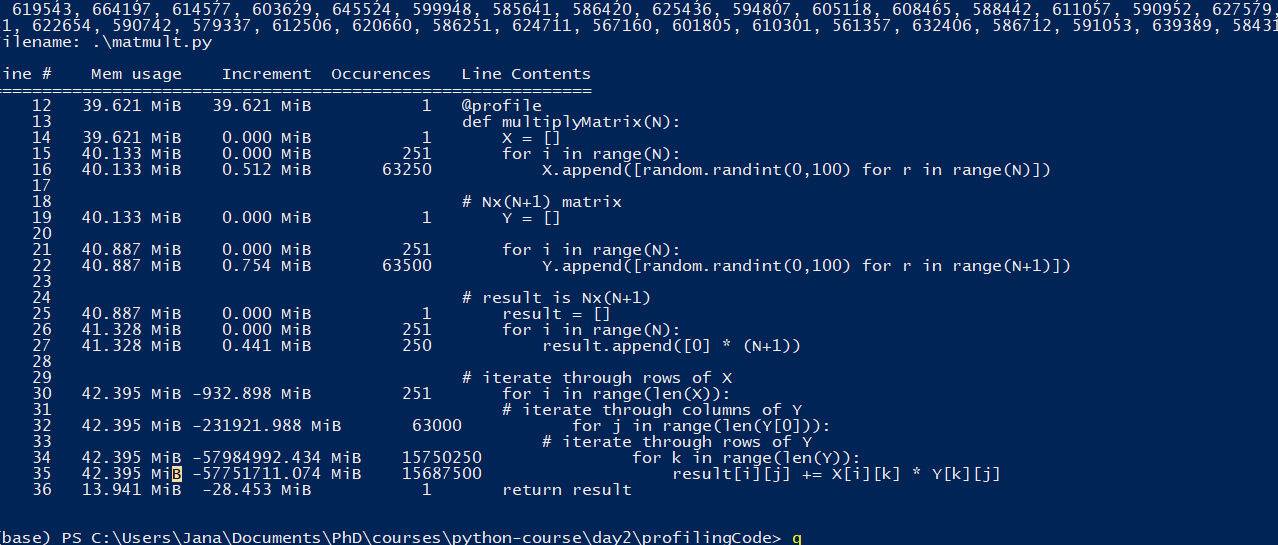 619543, 664197, 614577, 603629, 645524, 599948, 585641, 586420, 625436, 594807, 605118, 608465, 588442, 611057, 590952, 627579,
1, 622654, 590742, 579337, 612506, 620660, 586251, 624711, 567160, 601805, 610301, 561357, 632406, 586712, 591053, 639389, 58431
ilename: .\matmult.py
ine #    Mem usage    Increment  Occurences   Line Contents
============================================================
12   39.621 MiB   39.621 MiB           1   @profile
13                                         def multiplyMatrix(N):
14   39.621 MiB    0.000 MiB           1       X = []
15   40.133 MiB    0.000 MiB         251       for i in range(N):
16   40.133 MiB    0.512 MiB       63250           X.append([random.randint(0,100) for r in range(N)])
17
18                                         # Nx(N+1) matrix
19   40.133 MiB    0.000 MiB           1       Y = []
20
21   40.887 MiB    0.000 MiB         251       for i in range(N):
22   40.887 MiB    0.754 MiB       63500           Y.append([random.randint(0,100) for r in range(N+1)])
23
24                                         # result is Nx(N+1)
25   40.887 MiB    0.000 MiB           1       result = []
26   41.328 MiB    0.000 MiB         251       for i in range(N):
27   41.328 MiB    0.441 MiB         250           result.append([0] * (N+1))
28
29                                         # iterate through rows of X
30   42.395 MiB -932.898 MiB         251       for i in range(len(X)):
31                                             # iterate through columns of Y
32   42.395 MiB -231921.988 MiB       63000           for j in range(len(Y[0])):
33                                                 # iterate through rows of Y
34   42.395 MiB -57984992.434 MiB    15750250               for k in range(len(Y)):
35   42.395 MiB -57751711.074 MiB    15687500                   result[i][j] += X[i][k] * Y[k][j]
36   13.941 MiB  -28.453 MiB           1       return result
(base) PS C:\Users\Jana\Documents\PhD\courses\python-course\day2\profilingCode> q